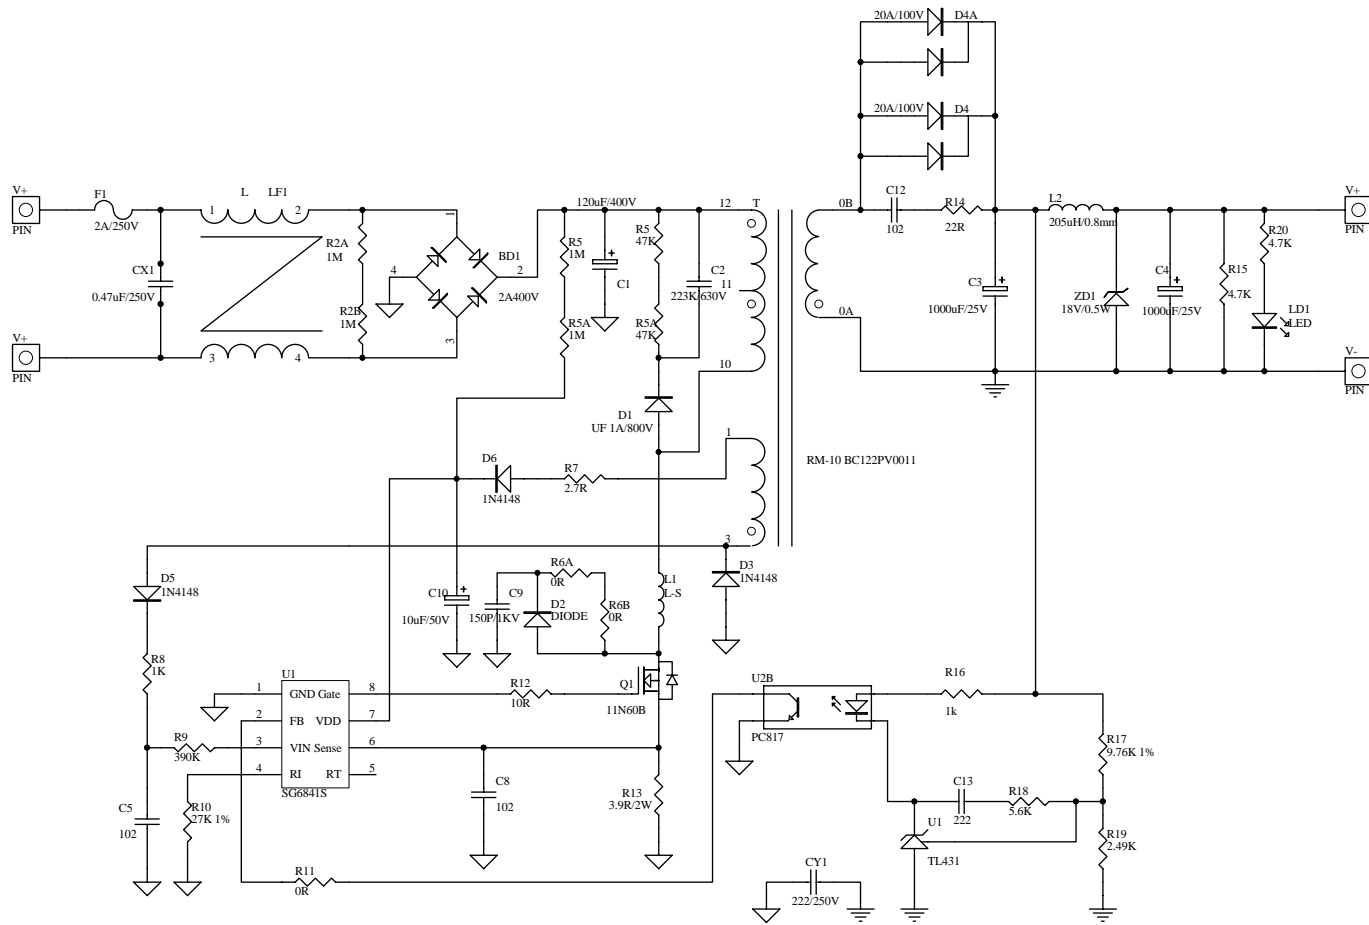 20A/100V D4A
20A/100V D4
V+
PIN
F1
2A/250V
L LF1
1 2
CX1
0.47uF/250V
R2A
1M
R2B
1M
3 4
V+
PIN
1
4
BD1
2
2A400V
3
120uF/400V
R5
1M
C1
R5A
1M
R5
47K
C2
223K/630V
R5A
47K
12 T
11
10
0B
0A
C12
102
R14
22R
C3
1000uF/25V
L2
205uH/0.8mm
ZD1
18V/0.5W
C4
1000uF/25V
R15
4.7K
R20
4.7K
LD1
LED
V+
PIN
V-
PIN
D1
UF 1A/800V
1
RM-10 BC122PV0011
D6
1N4148
R7
2.7R
3
D3
1N4148
D5
1N4148
C10
10uF/50V
C9
150P/1KV
R6A
0R
D2
DIODE
R6B
0R
L1
L-S
R8
1K
U1
1 GND Gate 8
2 FB VDD 7
3 VIN Sense 6
4 RI RT 5
SG6841S
R12
10R
Q1
11N60B
R9
390K
C5
102
R10
27K 1%
C8
102
R13
3.9R/2W
R11
0R
U2B
PC817
R16
1k
R17
9.76K 1%
C13
222
R18
5.6K
U1
TL431
R19
2.49K
CY1
222/250V